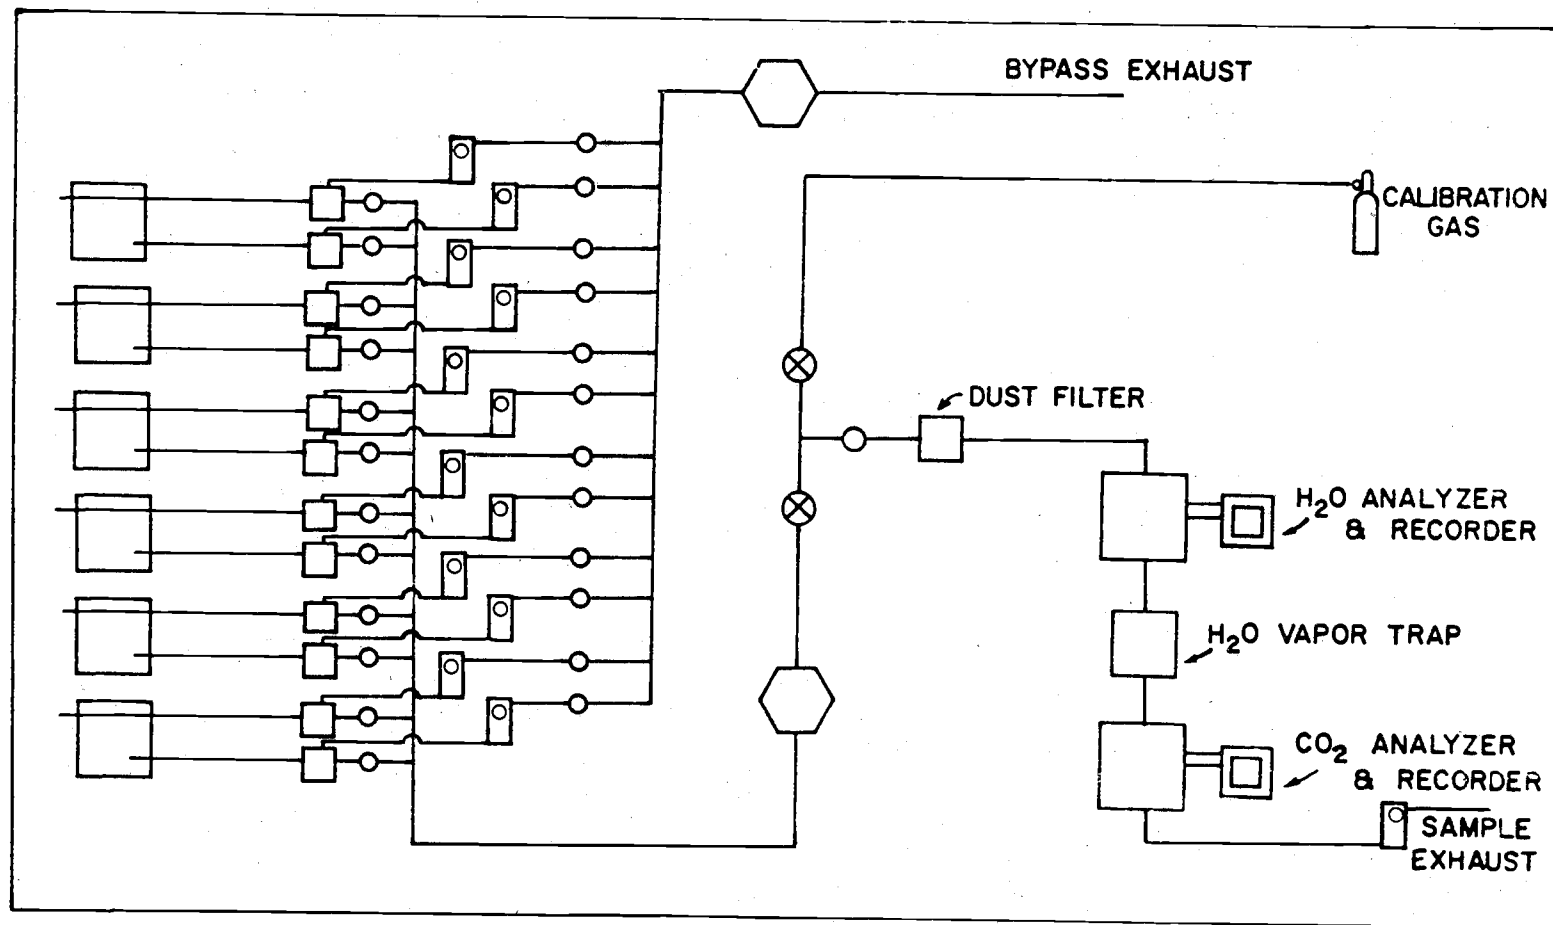 BYPASS EXHAUST
CALIBRATION
GAS
DUST FILTER
H₂O ANALYZER
& RECORDER
H₂O VAPOR TRAP
CO₂ ANALYZER
& RECORDER
SAMPLE
EXHAUST